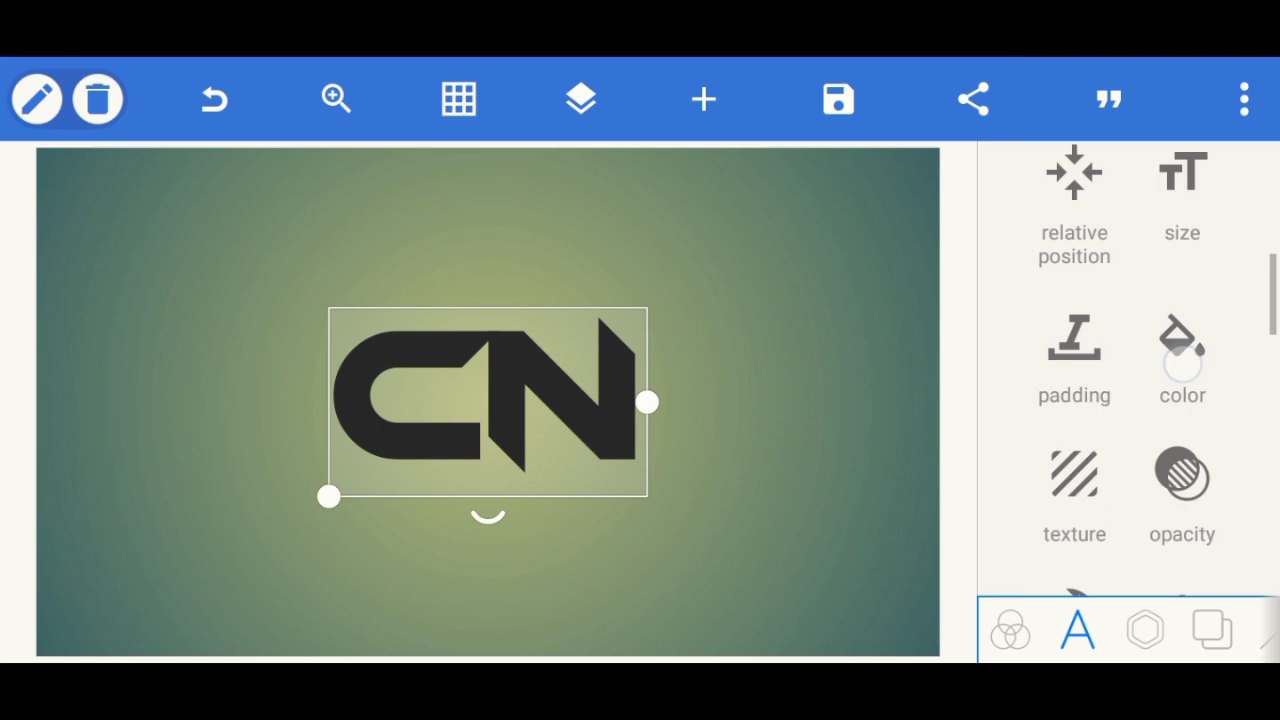 CN
relative
position
size
padding
color
texture
opacity